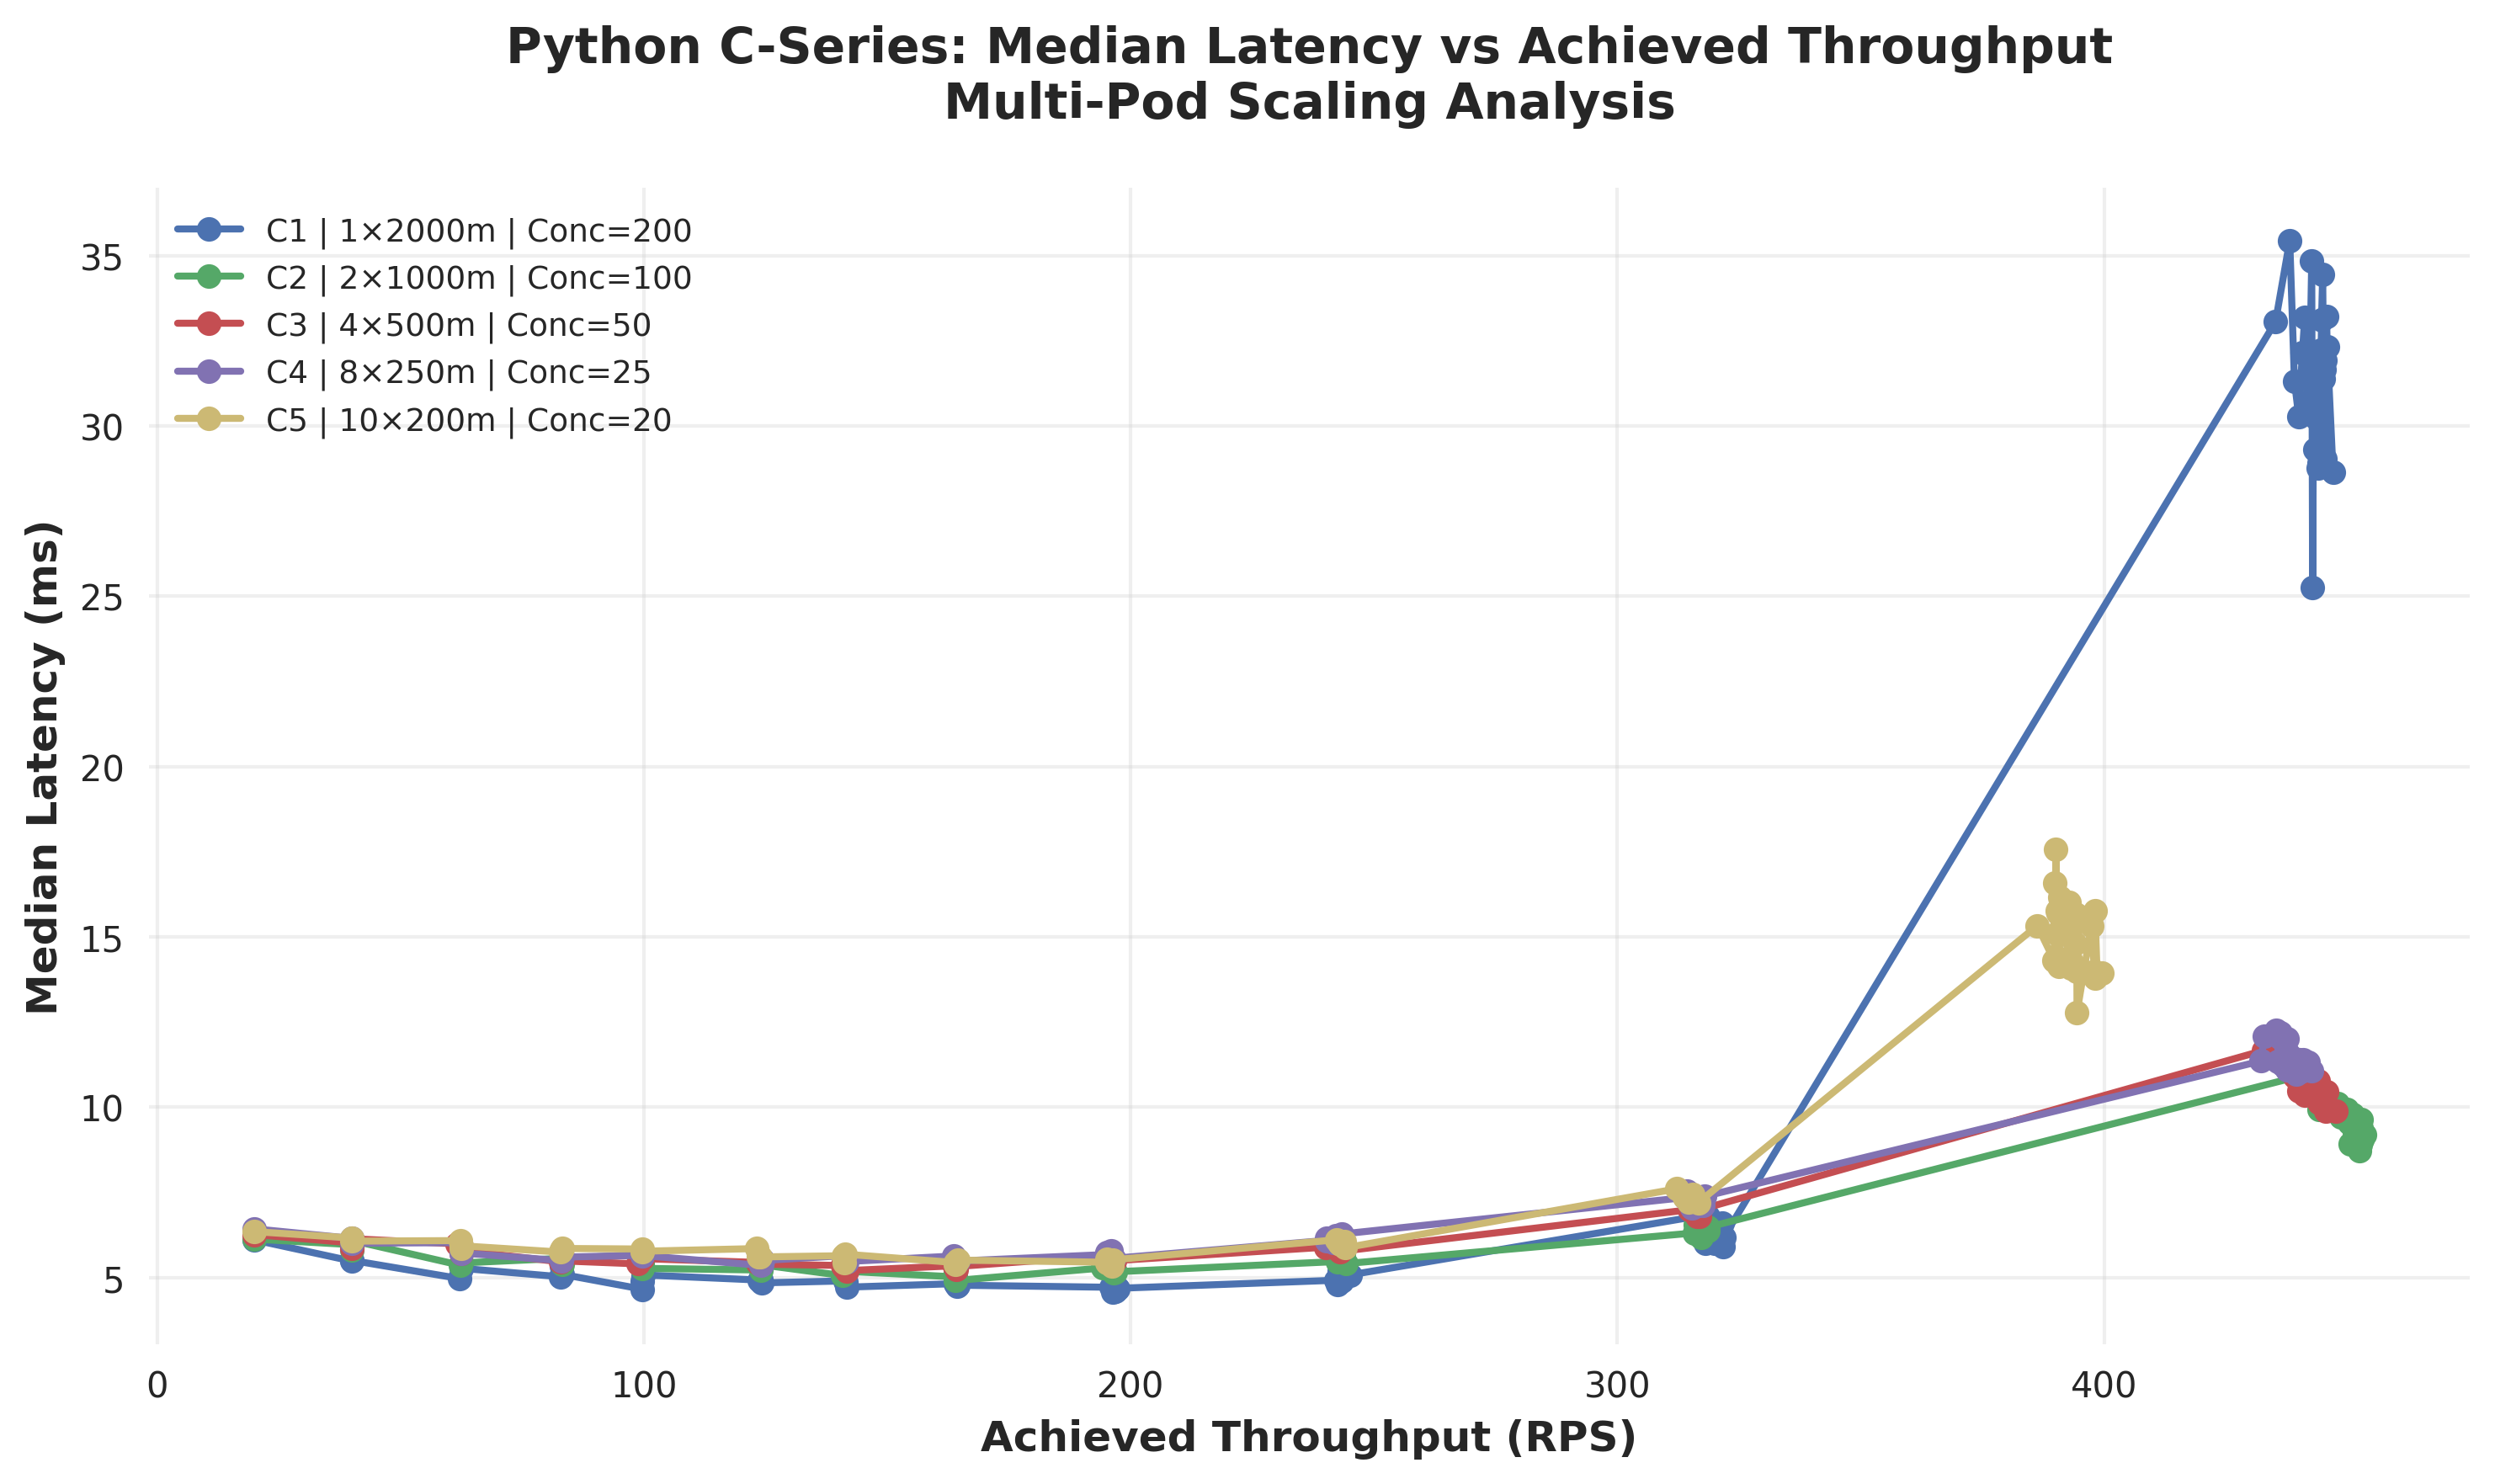 Python C-Series: Median Latency vs Achieved Throughput
Multi-Pod Scaling Analysis
C1 | 1×2000m | Conc=200
C2 | 2×1000m | Conc=100
C3 | 4×500m | Conc=50
C4 | 8×250m | Conc=25
C5 | 10×200m | Conc=20
Median Latency (ms)
35
30
25
20
15
10
5
0
100
200
300
400
Achieved Throughput (RPS)